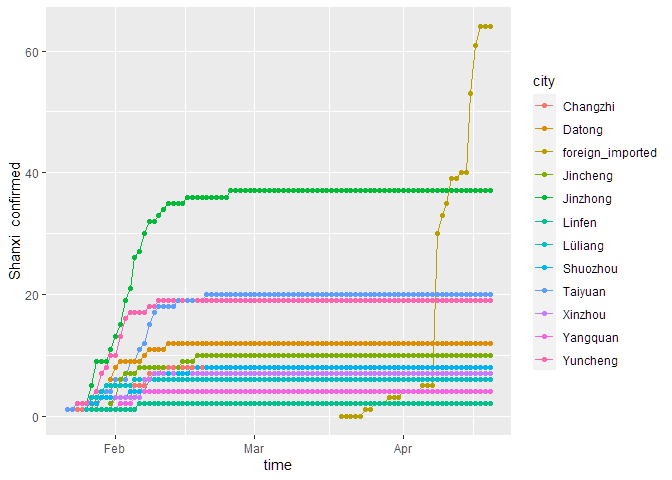 city
Changzhi
Datong
foreign_imported
Jincheng
Jinzhong
Linfen
Lüliang
Shuozhou
Taiyuan
Xinzhou
Yangquan
Yuncheng
Shanxi confirmed
60
40
20
0
Feb
Mar
Apr
time